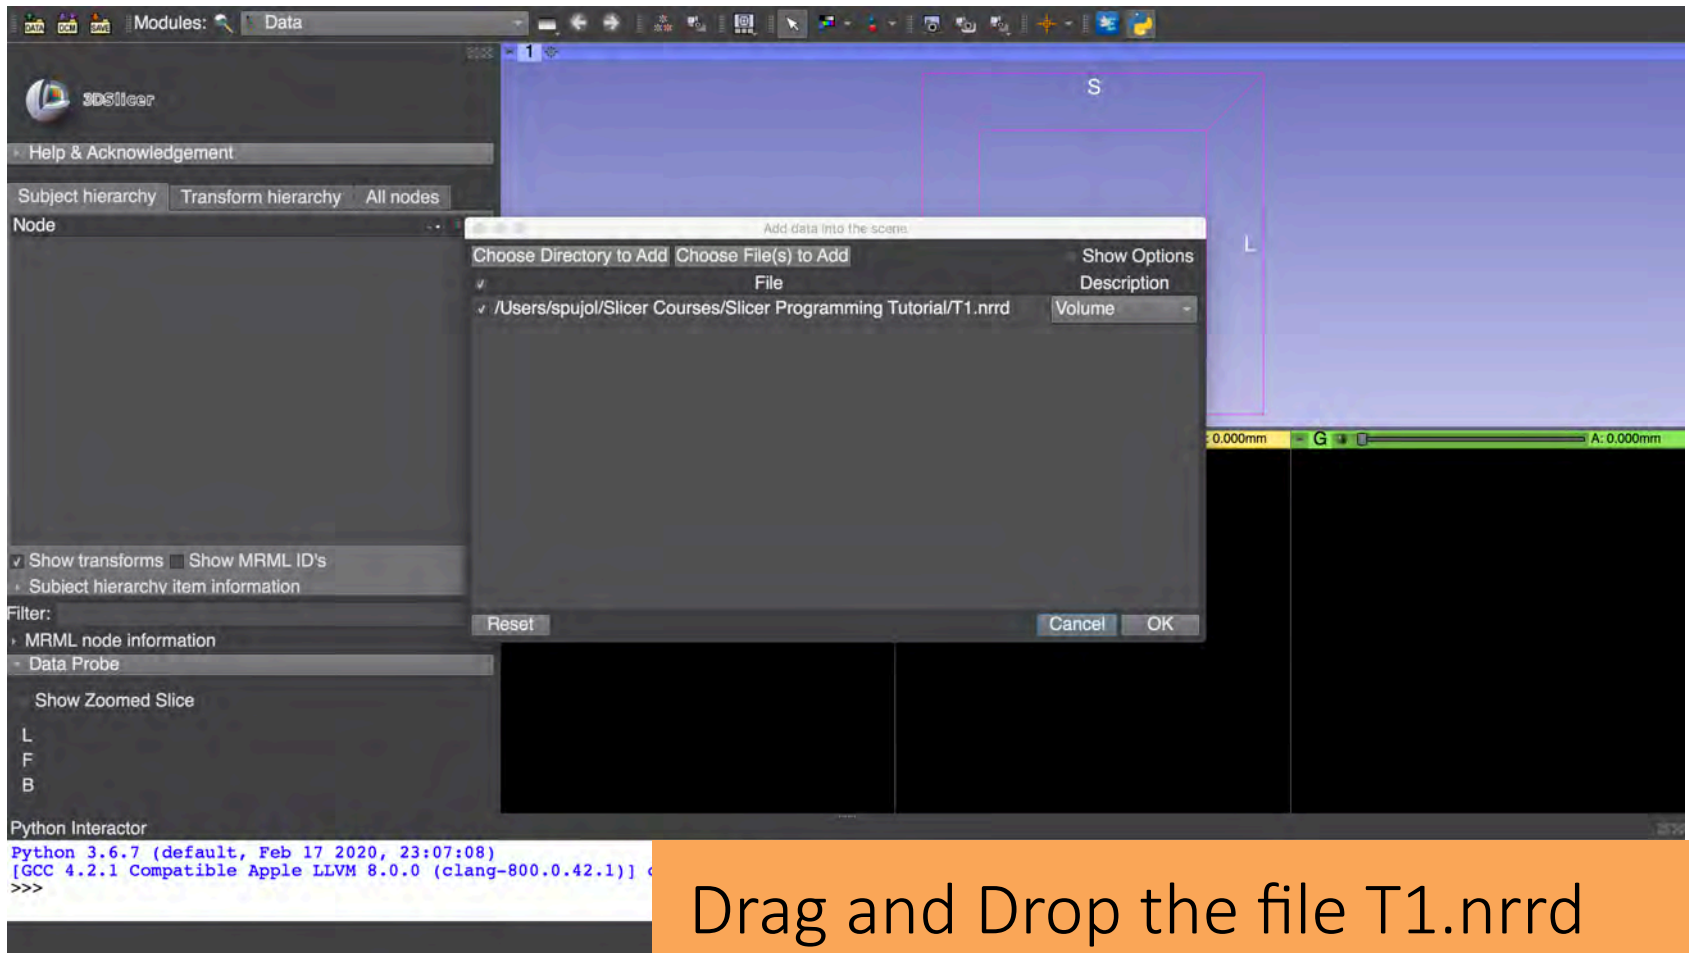 DATA DCM SAVE Modules: Data
1
3DSlicer
S
Help & Acknowledgement
Subject hierarchy Transform hierarchy All nodes
Node
Add data into the scene
L
Choose Directory to Add Choose File(s) to Add Show Options
File Description
/Users/spujol/Slicer Courses/Slicer Programming Tutorial/T1.nrrd Volume
: 0.000mm G A: 0.000mm
Show transforms Show MRML ID's
Subject hierarchy item information
Filter:
Reset Cancel OK
MRML node information
Data Probe
Show Zoomed Slice
L
F
B
Python Interactor
Python 3.6.7 (default, Feb 17 2020, 23:07:08)
[GCC 4.2.1 Compatible Apple LLVM 8.0.0 (clang-800.0.42.1)]
>>>
Drag and Drop the file T1.nrrd